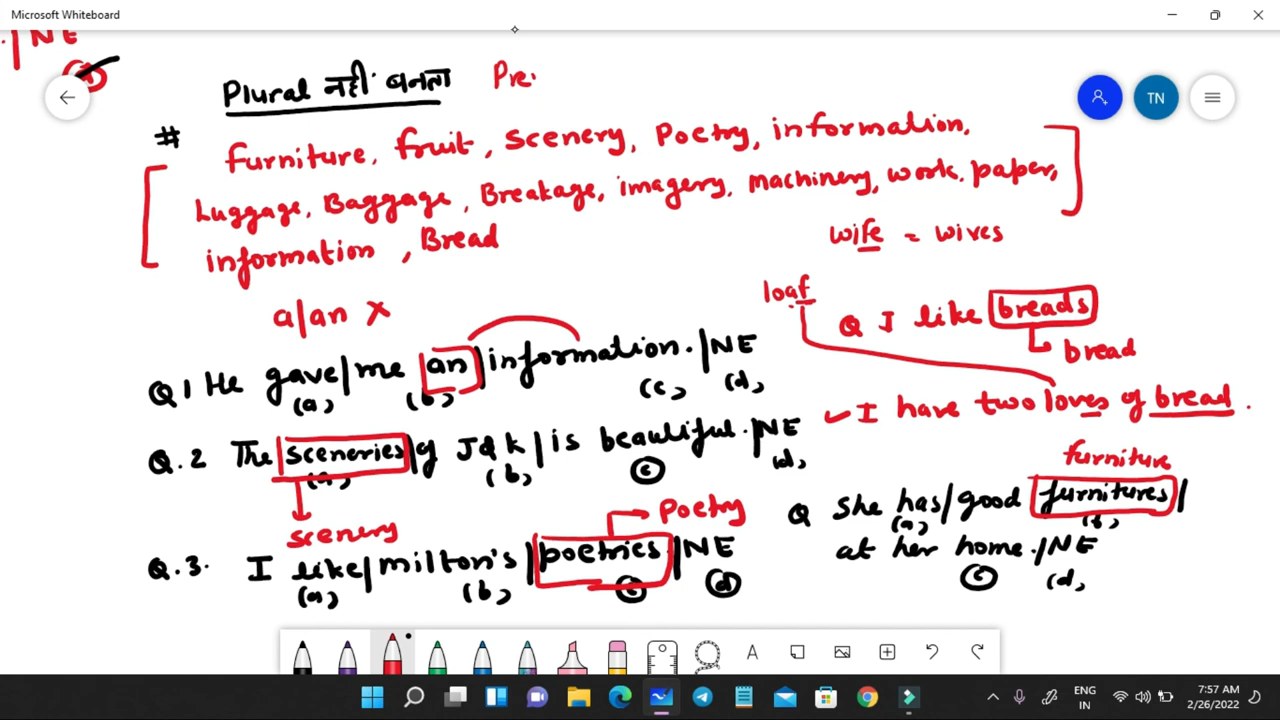 Microsoft Whiteboard
./NE
Plural नहीं बनता Pre
TN
# furniture, fruit, Scenery, Poetry, information,
Luggage, Baggage, Breakage, imagery, machinery, work, paper,
information, Bread
wife = wives
a/an x
loaf
Q I like breads
bread
Q1 He gave/me an/information./NE
(a) (b) (c) (d)
I have two loves of bread.
Q.2 The sceneries/of J&k/is beautiful./NE
(a) (b) (c) (d)
scenery
furniture
Q She has/good furnitures/
(a) (b)
at her home./NE
(c) (d)
Poetry
Q.3. I like/milton's/poetries/NE
(a) (b) (c) (d)
A
ENG
IN
7:57 AM
2/26/2022